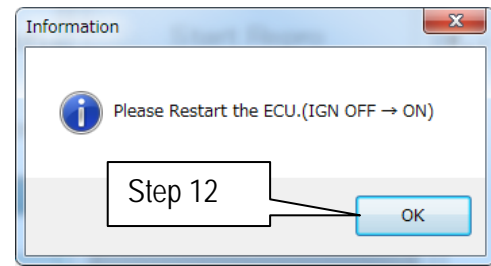 Information
Please Restart the ECU.(IGN OFF → ON)
Step 12
OK